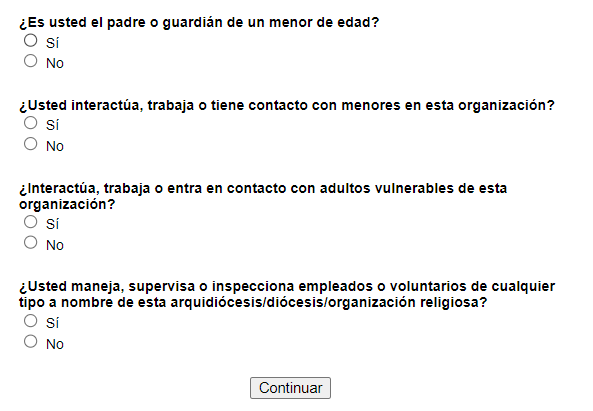 ¿Es usted el padre o guardián de un menor de edad?
Sí
No
¿Usted interactúa, trabaja o tiene contacto con menores en esta organización?
Sí
No
¿Interactúa, trabaja o entra en contacto con adultos vulnerables de esta
organización?
Sí
No
¿Usted maneja, supervisa o inspecciona empleados o voluntarios de cualquier
tipo a nombre de esta arquidiócesis/diócesis/organización religiosa?
Sí
No
Continuar